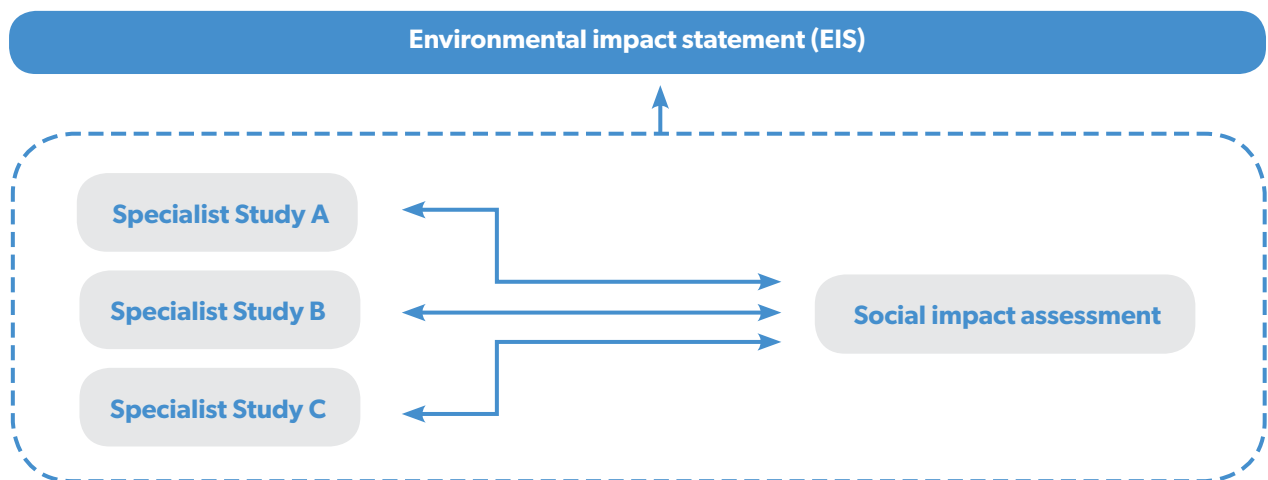 Environmental impact statement (EIS)
Specialist Study A
Specialist Study B
Social impact assessment
Specialist Study C